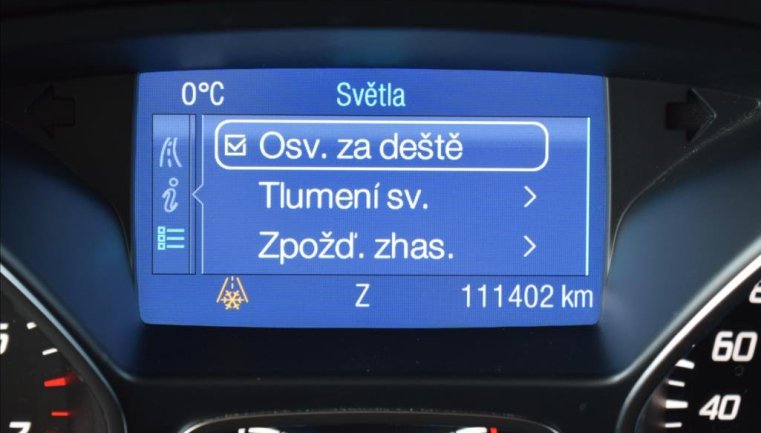 0°C Světla
Osv. za deště
Tlumení sv.
Zpožď. zhas.
Z 111402 km
60
40